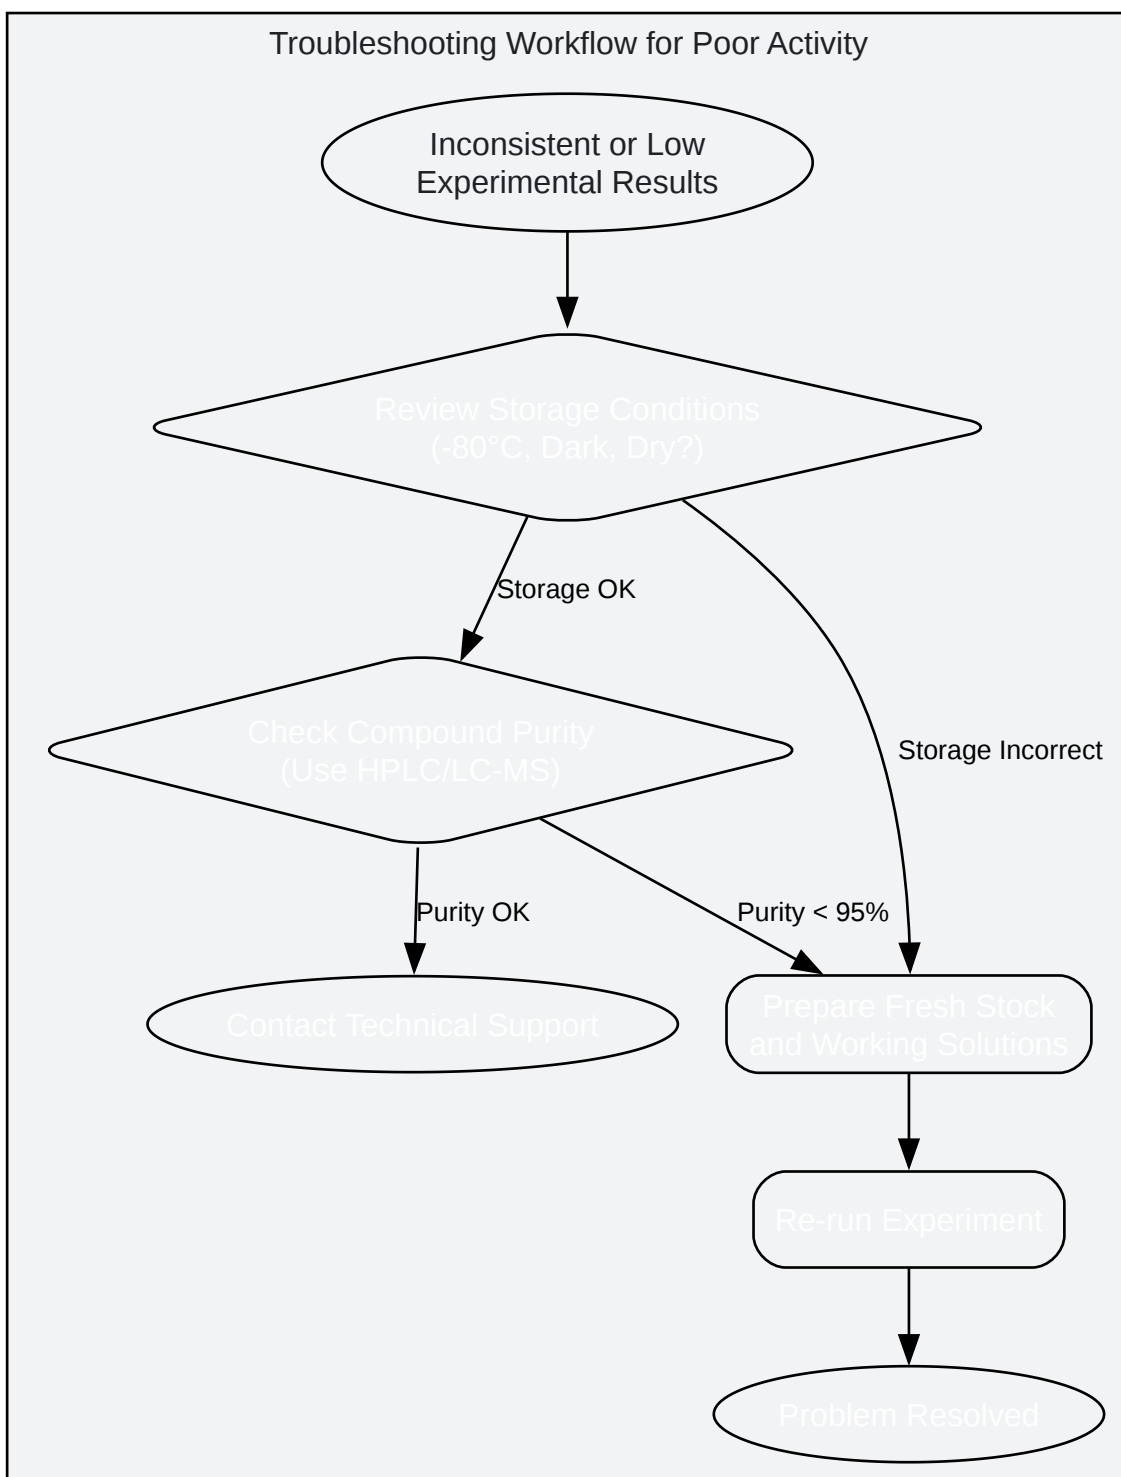 Troubleshooting Workflow for Poor Activity
Inconsistent or Low
Experimental Results
Review Storage Conditions
(-80°C, Dark, Dry?)
Storage OK
Check Compound Purity
(Use HPLC/LC-MS)
Storage Incorrect
Purity OK
Purity < 95%
Contact Technical Support
Prepare Fresh Stock
and Working Solutions
Re-run Experiment
Problem Resolved